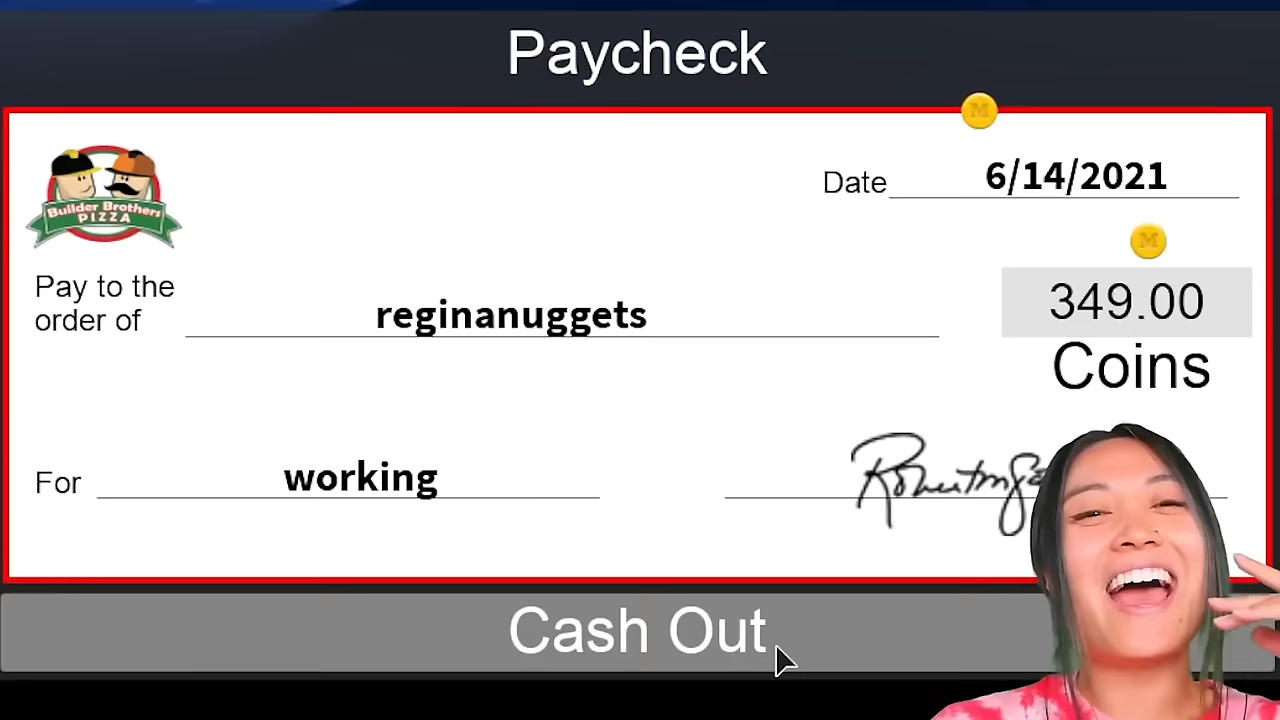 Paycheck
Builder Brothers
PIZZA
Date 6/14/2021
M
M
Pay to the
order of reginanuggets
349.00
Coins
For working
Cash Out